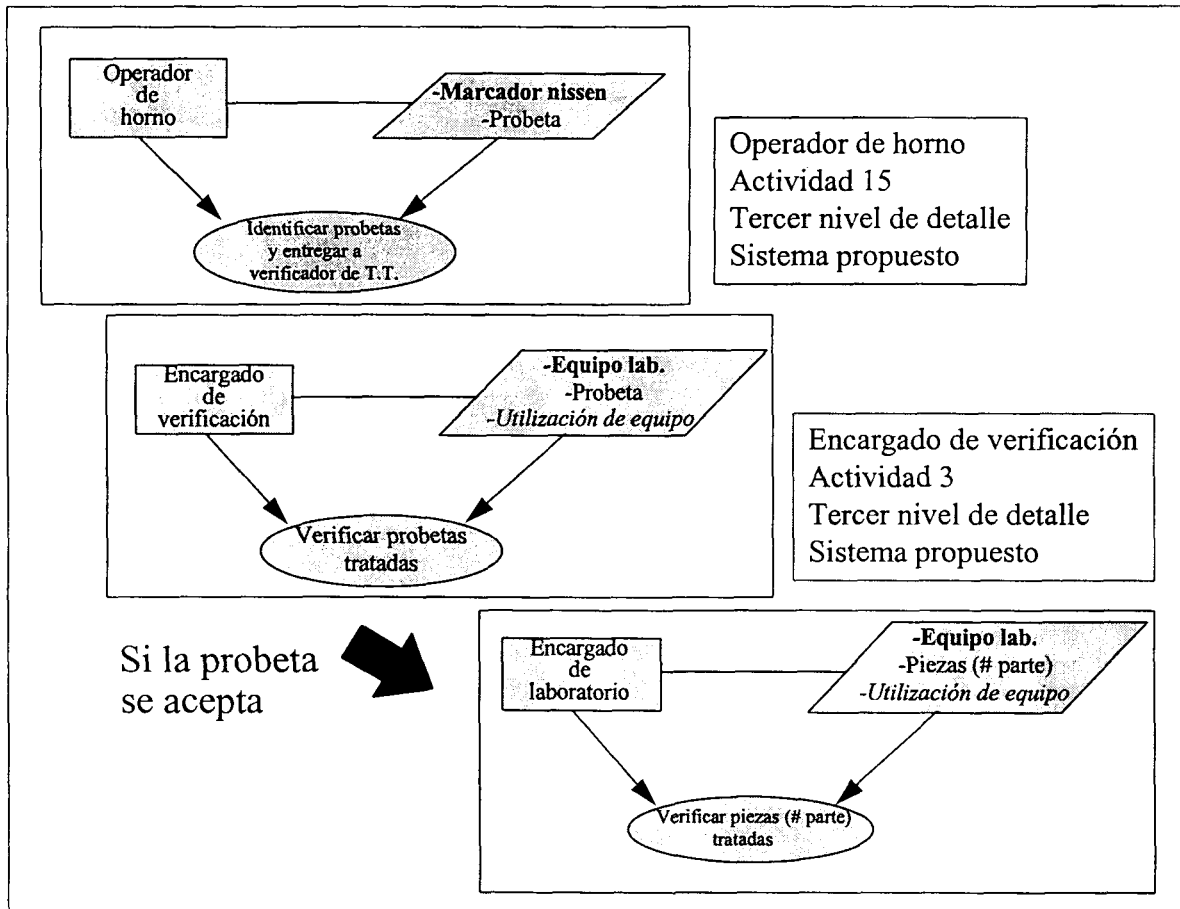 Operador
de
horno
-Marcador nissen
-Probeta
Identificar probetas
y entregar a
verificador de T.T.
Operador de horno
Actividad 15
Tercer nivel de detalle
Sistema propuesto
Encargado
de
verificación
-Equipo lab.
-Probeta
-Utilización de equipo
Verificar probetas
tratadas
Encargado de verificación
Actividad 3
Tercer nivel de detalle
Sistema propuesto
Si la probeta
se acepta
Encargado
de
laboratorio
-Equipo lab.
-Piezas (# parte)
-Utilización de equipo
Verificar piezas (# parte)
tratadas